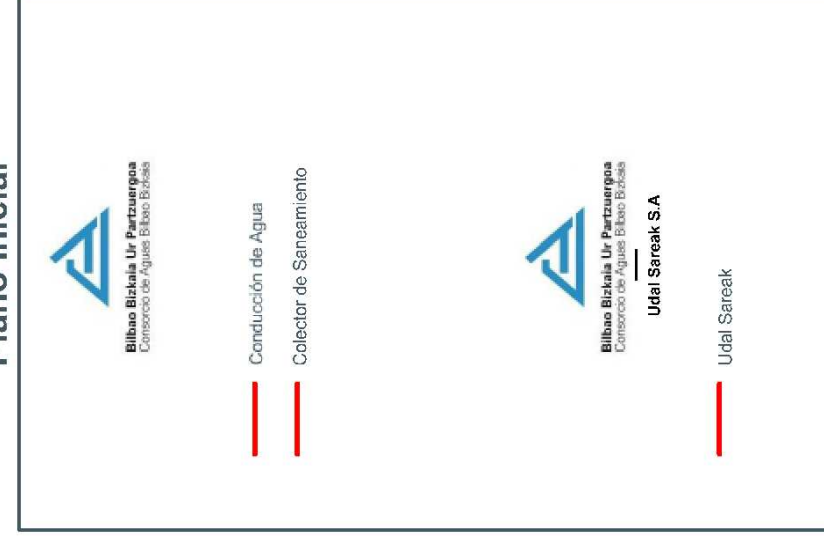 Plano Inicial
Bilbao Bizkaia Ur Partzuergoa
Consorcio de Aguas Bilbao Bizkaia
Conducción de Agua
Colector de Saneamiento
Bilbao Bizkaia Ur Partzuergoa
Consorcio de Aguas Bilbao Bizkaia
Udal Sareak S.A
Udal Sareak